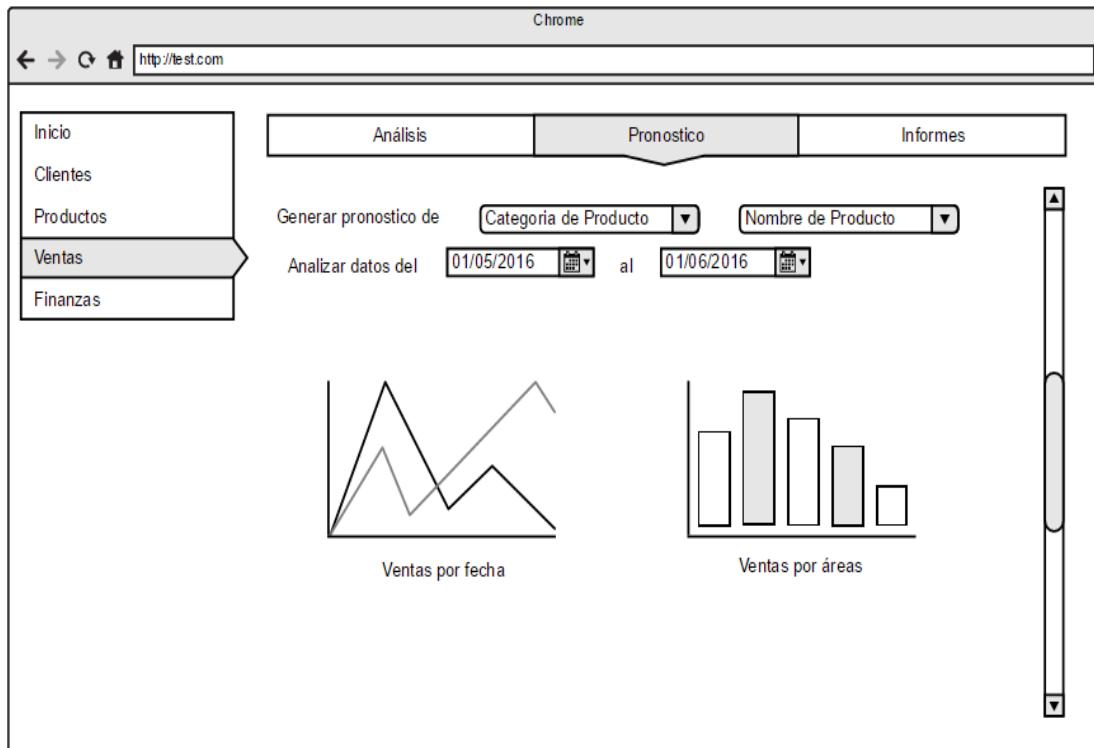 Chrome
http://test.com
Inicio
Clientes
Productos
Ventas
Finanzas
Análisis
Pronostico
Informes
Generar pronostico de
Categoría de Producto
Nombre de Producto
Analizar datos del
01/05/2016
al
01/06/2016
Ventas por fecha
Ventas por áreas